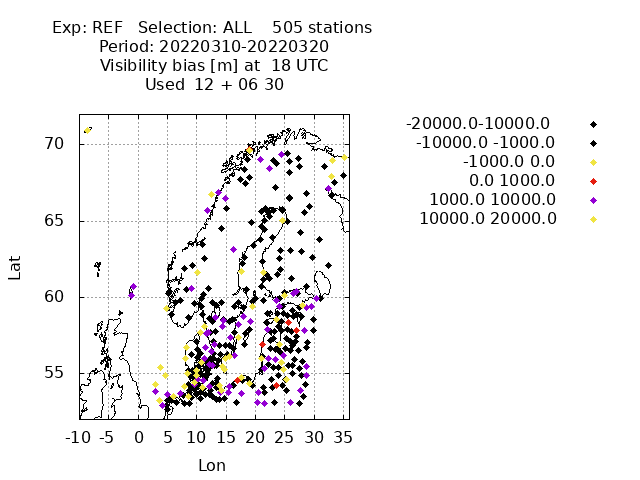 Exp: REF   Selection: ALL    505 stations
Period: 20220310-20220320
Visibility bias [m] at  18 UTC
Used  12 + 06 30
-20000.0-10000.0
-10000.0 -1000.0
-1000.0 0.0
0.0 1000.0
1000.0 10000.0
10000.0 20000.0
70
65
60
55
Lat
-10 -5 0 5 10 15 20 25 30 35
Lon